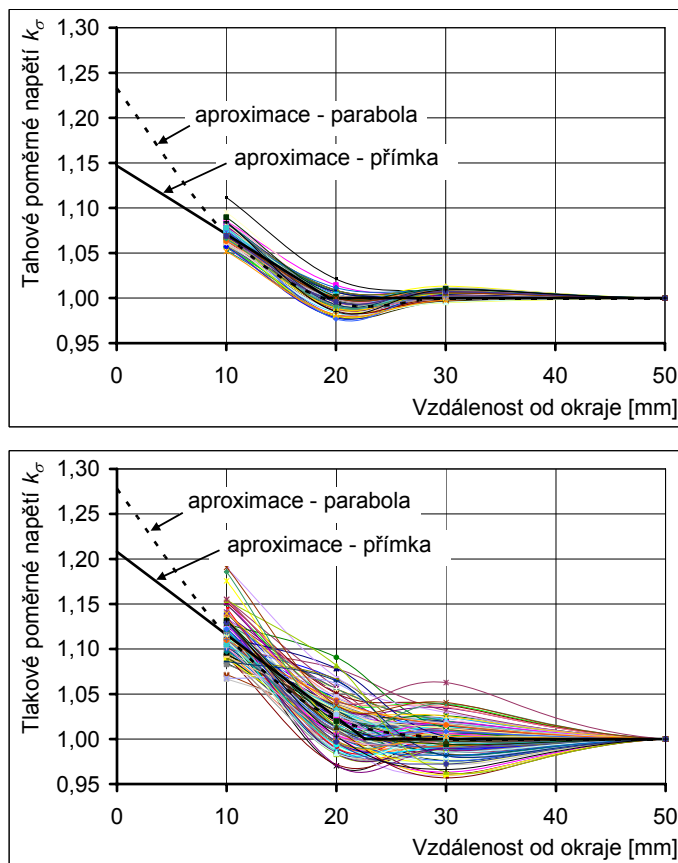 Tahové poměrné napětí kσ
1,30
1,25
1,20
1,15
1,10
1,05
1,00
0,95
aproximace - parabola
aproximace - přímka
0 10 20 30 40 50
Vzdálenost od okraje [mm]
Tlakové poměrné napětí kσ
1,30
1,25
1,20
1,15
1,10
1,05
1,00
0,95
aproximace - parabola
aproximace - přímka
0 10 20 30 40 50
Vzdálenost od okraje [mm]